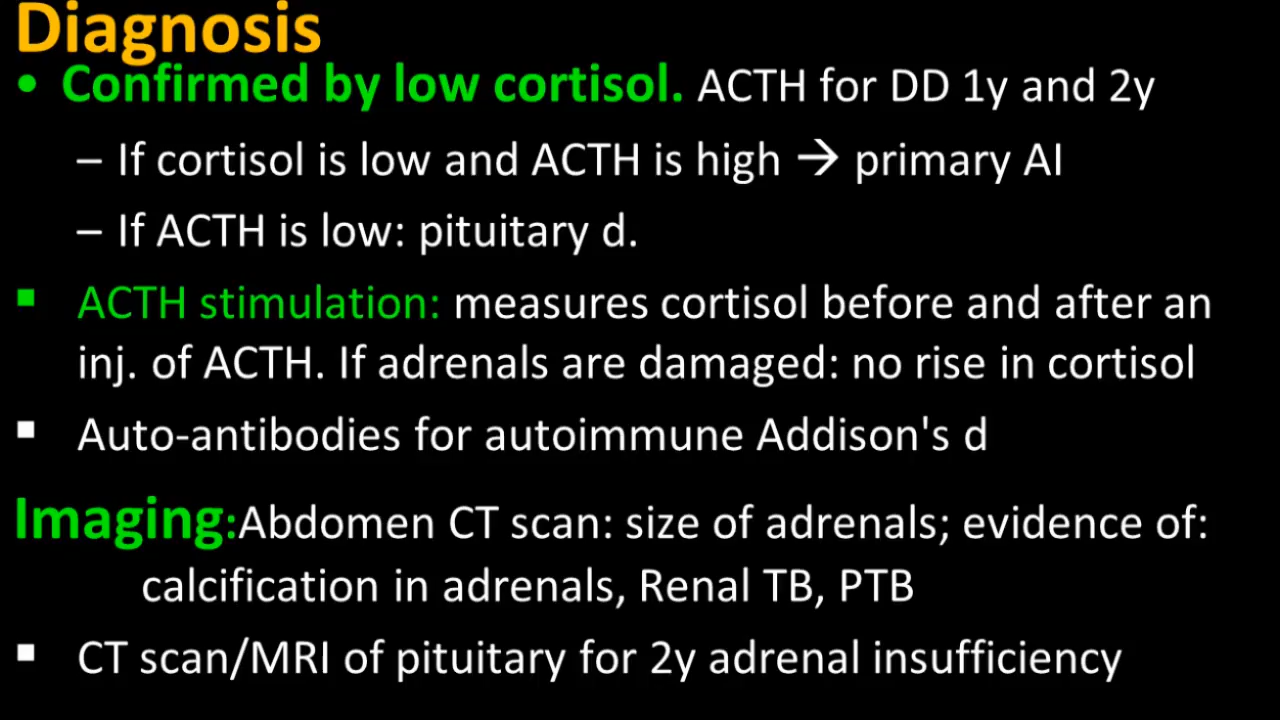 Diagnosis
• Confirmed by low cortisol. ACTH for DD 1y and 2y
– If cortisol is low and ACTH is high → primary AI
– If ACTH is low: pituitary d.
▪ ACTH stimulation: measures cortisol before and after an
inj. of ACTH. If adrenals are damaged: no rise in cortisol
▪ Auto-antibodies for autoimmune Addison's d
Imaging:Abdomen CT scan: size of adrenals; evidence of:
calcification in adrenals, Renal TB, PTB
▪ CT scan/MRI of pituitary for 2y adrenal insufficiency